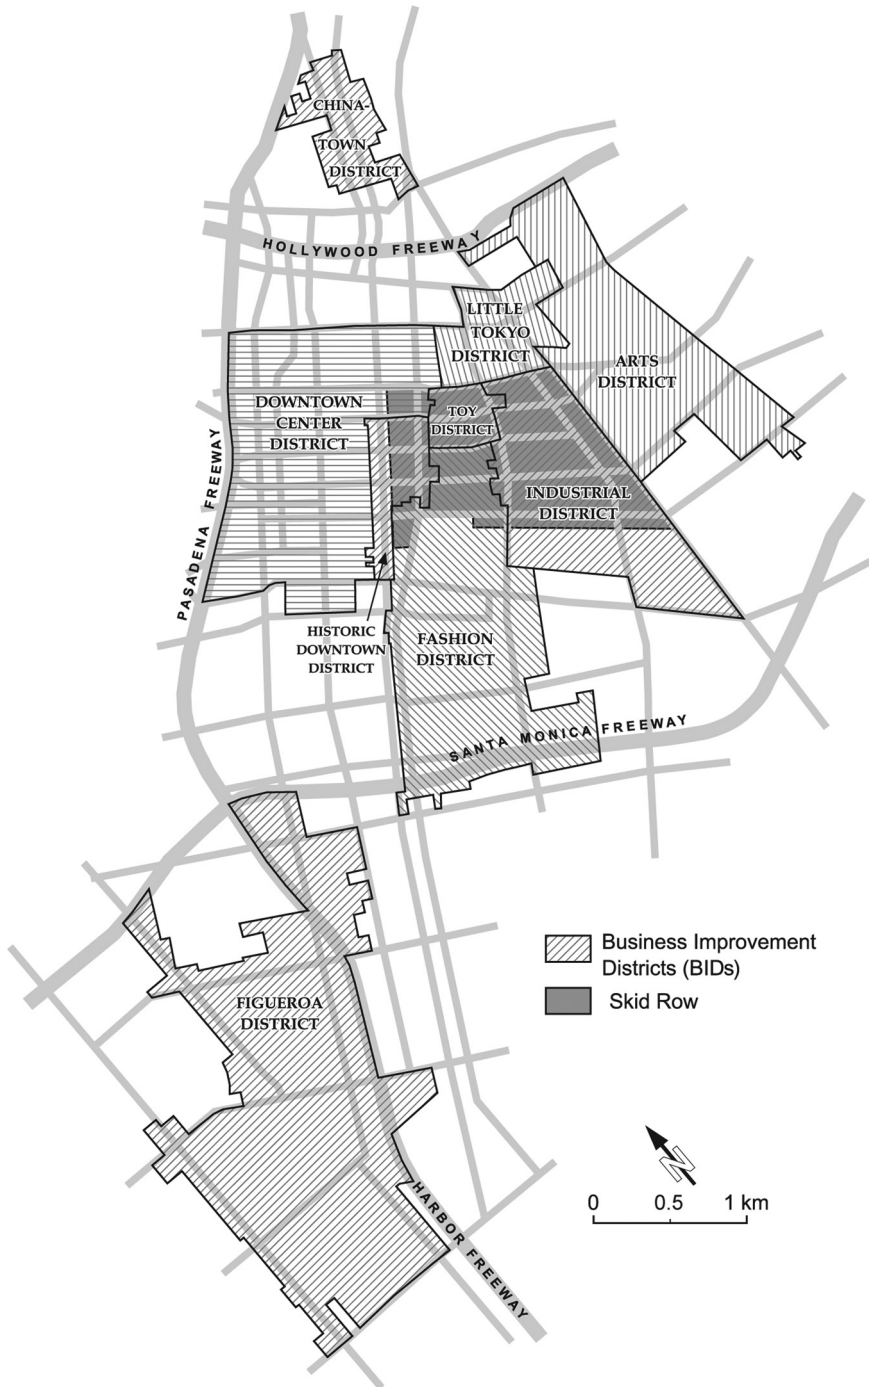 CHINA-
TOWN
DISTRICT
HOLLYWOOD FREEWAY
LITTLE
TOKYO
DISTRICT
ARTS
DISTRICT
DOWNTOWN
CENTER
DISTRICT
TOY
DISTRICT
PASADENA FREEWAY
INDUSTRIAL
DISTRICT
HISTORIC
DOWNTOWN
DISTRICT
FASHION
DISTRICT
SANTA MONICA FREEWAY
Business Improvement
Districts (BIDs)
Skid Row
FIGUEROA
DISTRICT
N
0 0.5 1 km
HARBOR FREEWAY